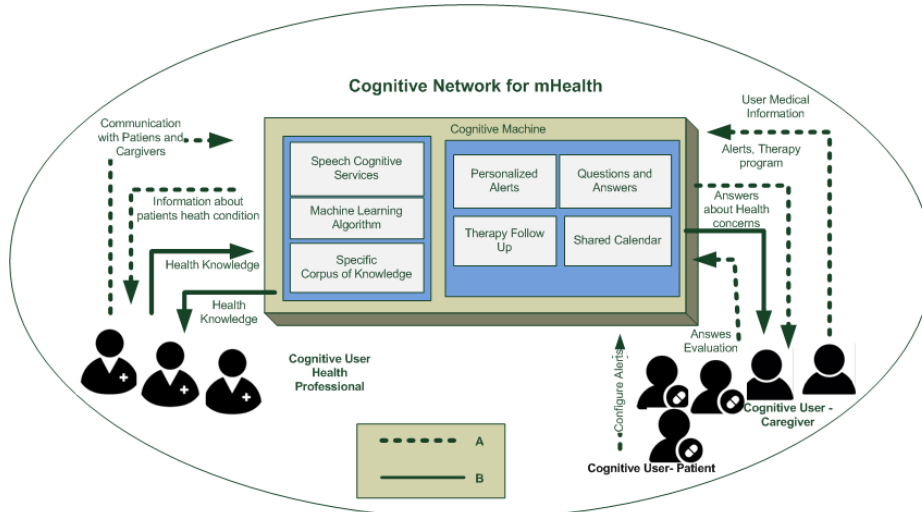 Cognitive Network for mHealth
Communication
with Patiens and
Cargivers
Information about
patients heath condition
Health Knowledge
Health
Knowledge
Cognitive User
Health
Professional
Cognitive Machine
Speech Cognitive
Services
Machine Learning
Algorithm
Specific
Corpus of Knowledge
Personalized
Alerts
Questions and
Answers
Therapy Follow
Up
Shared Calendar
User Medical
Information
Alerts, Therapy
program
Answers
about Health
concerns
Answes
Evaluation
Configure Alerts
Cognitive User -
Caregiver
Cognitive User- Patient
A
B